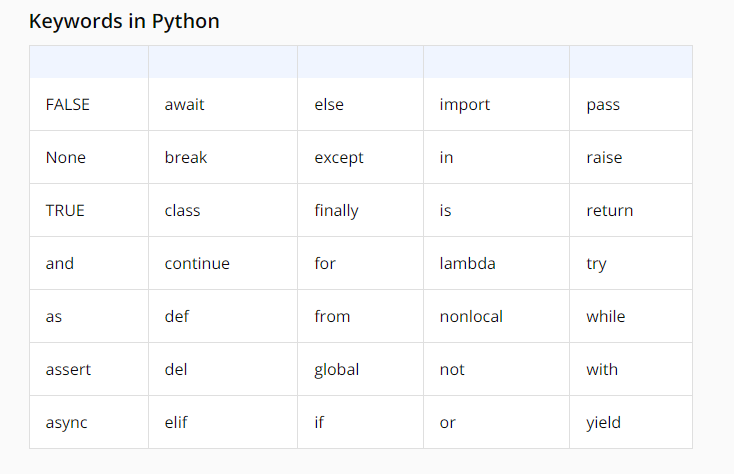 Keywords in Python
FALSE await else import pass
None break except in raise
TRUE class finally is return
and continue for lambda try
as def from nonlocal while
assert del global not with
async elif if or yield